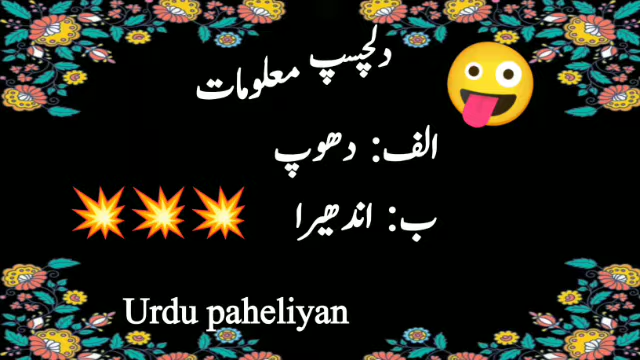 دلچسپ معلومات
الف: دھوپ
ب: اندھیرا
Urdu paheliyan